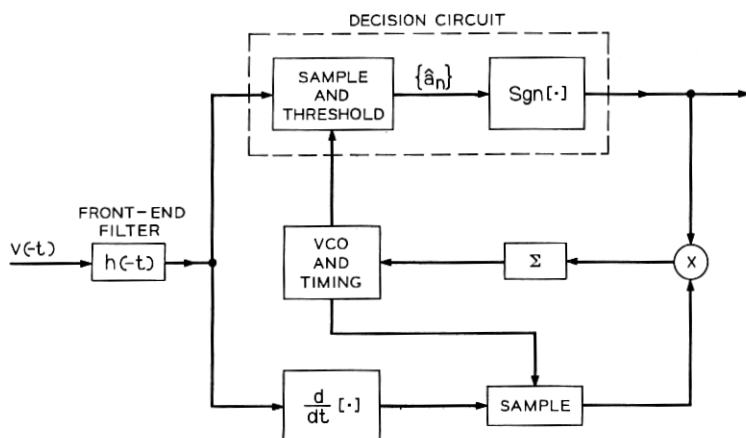 DECISION CIRCUIT
SAMPLE
AND
THRESHOLD
{ân}
Sgn[·]
FRONT-END
FILTER
v(-t)
h(-t)
VCO
AND
TIMING
Σ
X
d/dt [·]
SAMPLE